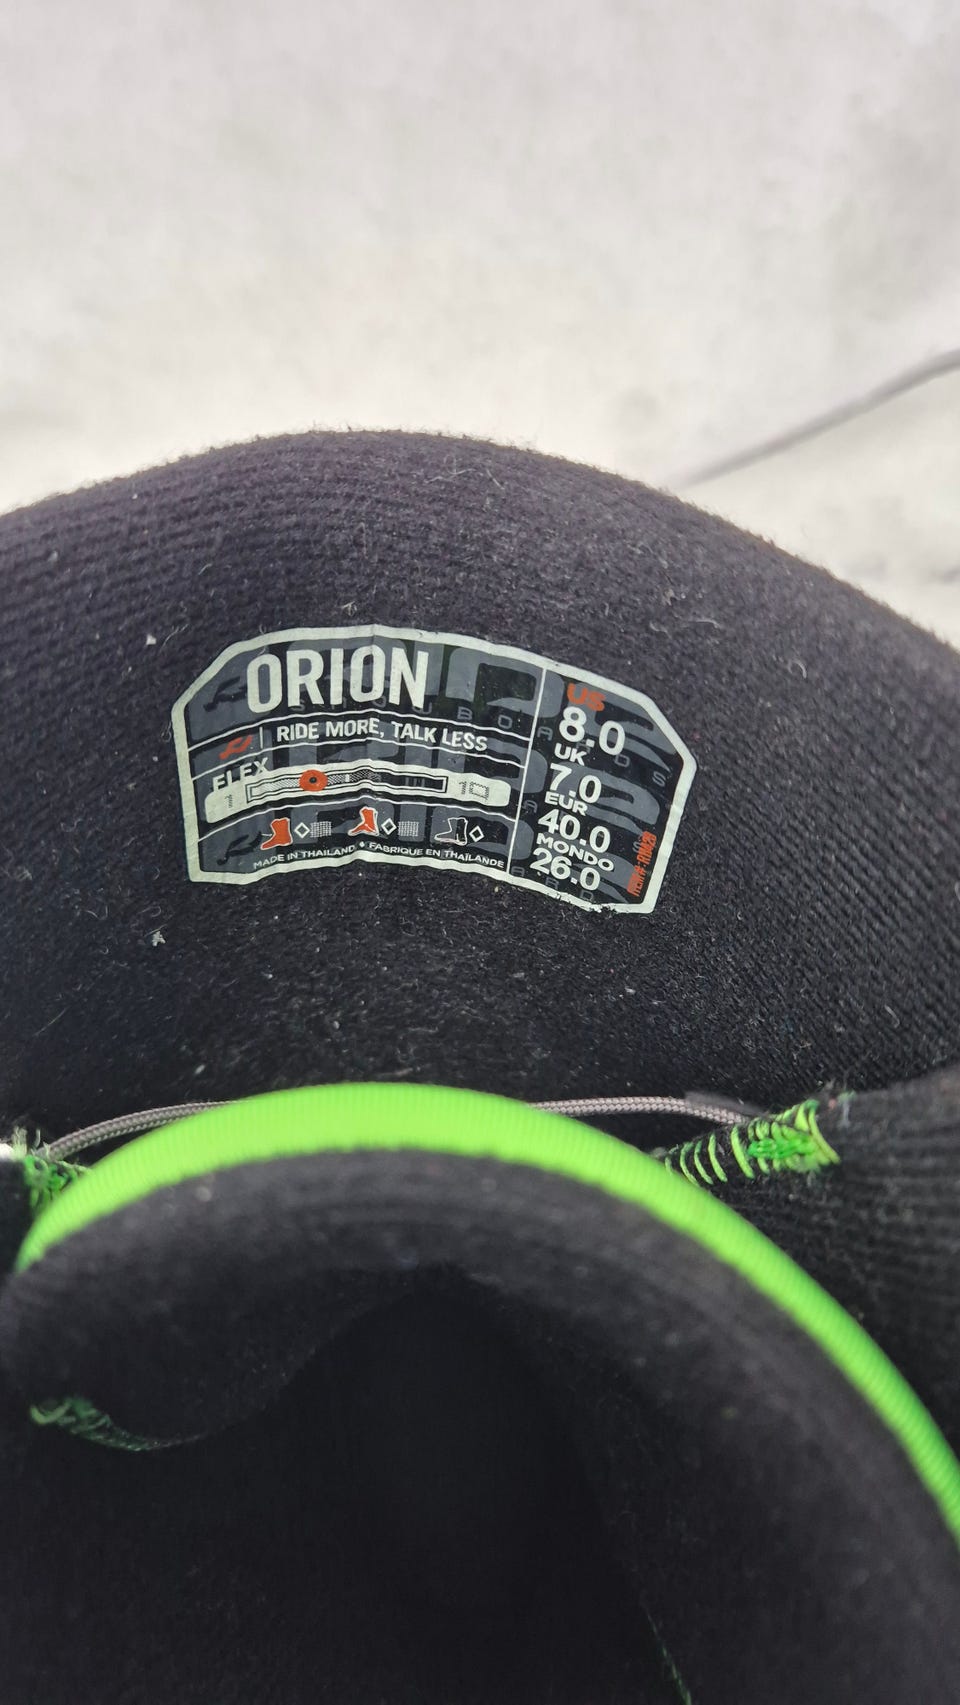 ORION
RIDE MORE, TALK LESS
FLEX
1 10
MADE IN THAILAND • FABRIQUE EN THAILANDE
US
8.0
UK
7.0
EUR
40.0
MONDO
26.0